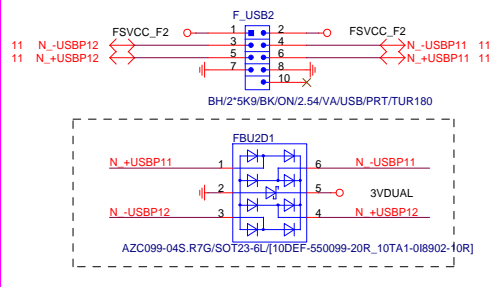 F_USB2
FSVCC_F2 1 2 FSVCC_F2
11 N_-USBP12 3 4 N_-USBP11 11
11 N_+USBP12 5 6 N_+USBP11 11
7 8
10
BH/2*5K9/BK/ON/2.54/VA/USB/PRT/TUR180
FBU2D1
N_+USBP11 1 6 N_-USBP11
2 5 3VDUAL
N_-USBP12 3 4 N_+USBP12
AZC099-04S.R7G/SOT23-6L/[10DEF-550099-20R_10TA1-0I8902-10R]